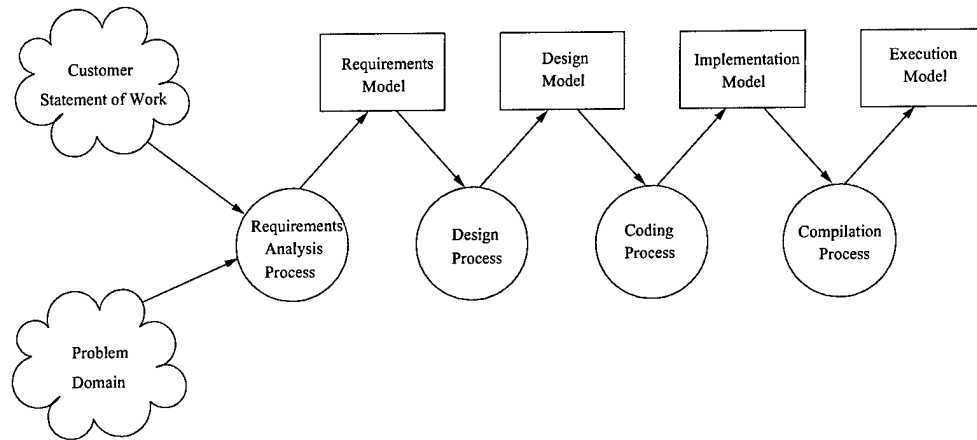 Customer
Statement of Work
Requirements
Model
Design
Model
Implementation
Model
Execution
Model
Requirements
Analysis
Process
Design
Process
Coding
Process
Compilation
Process
Problem
Domain